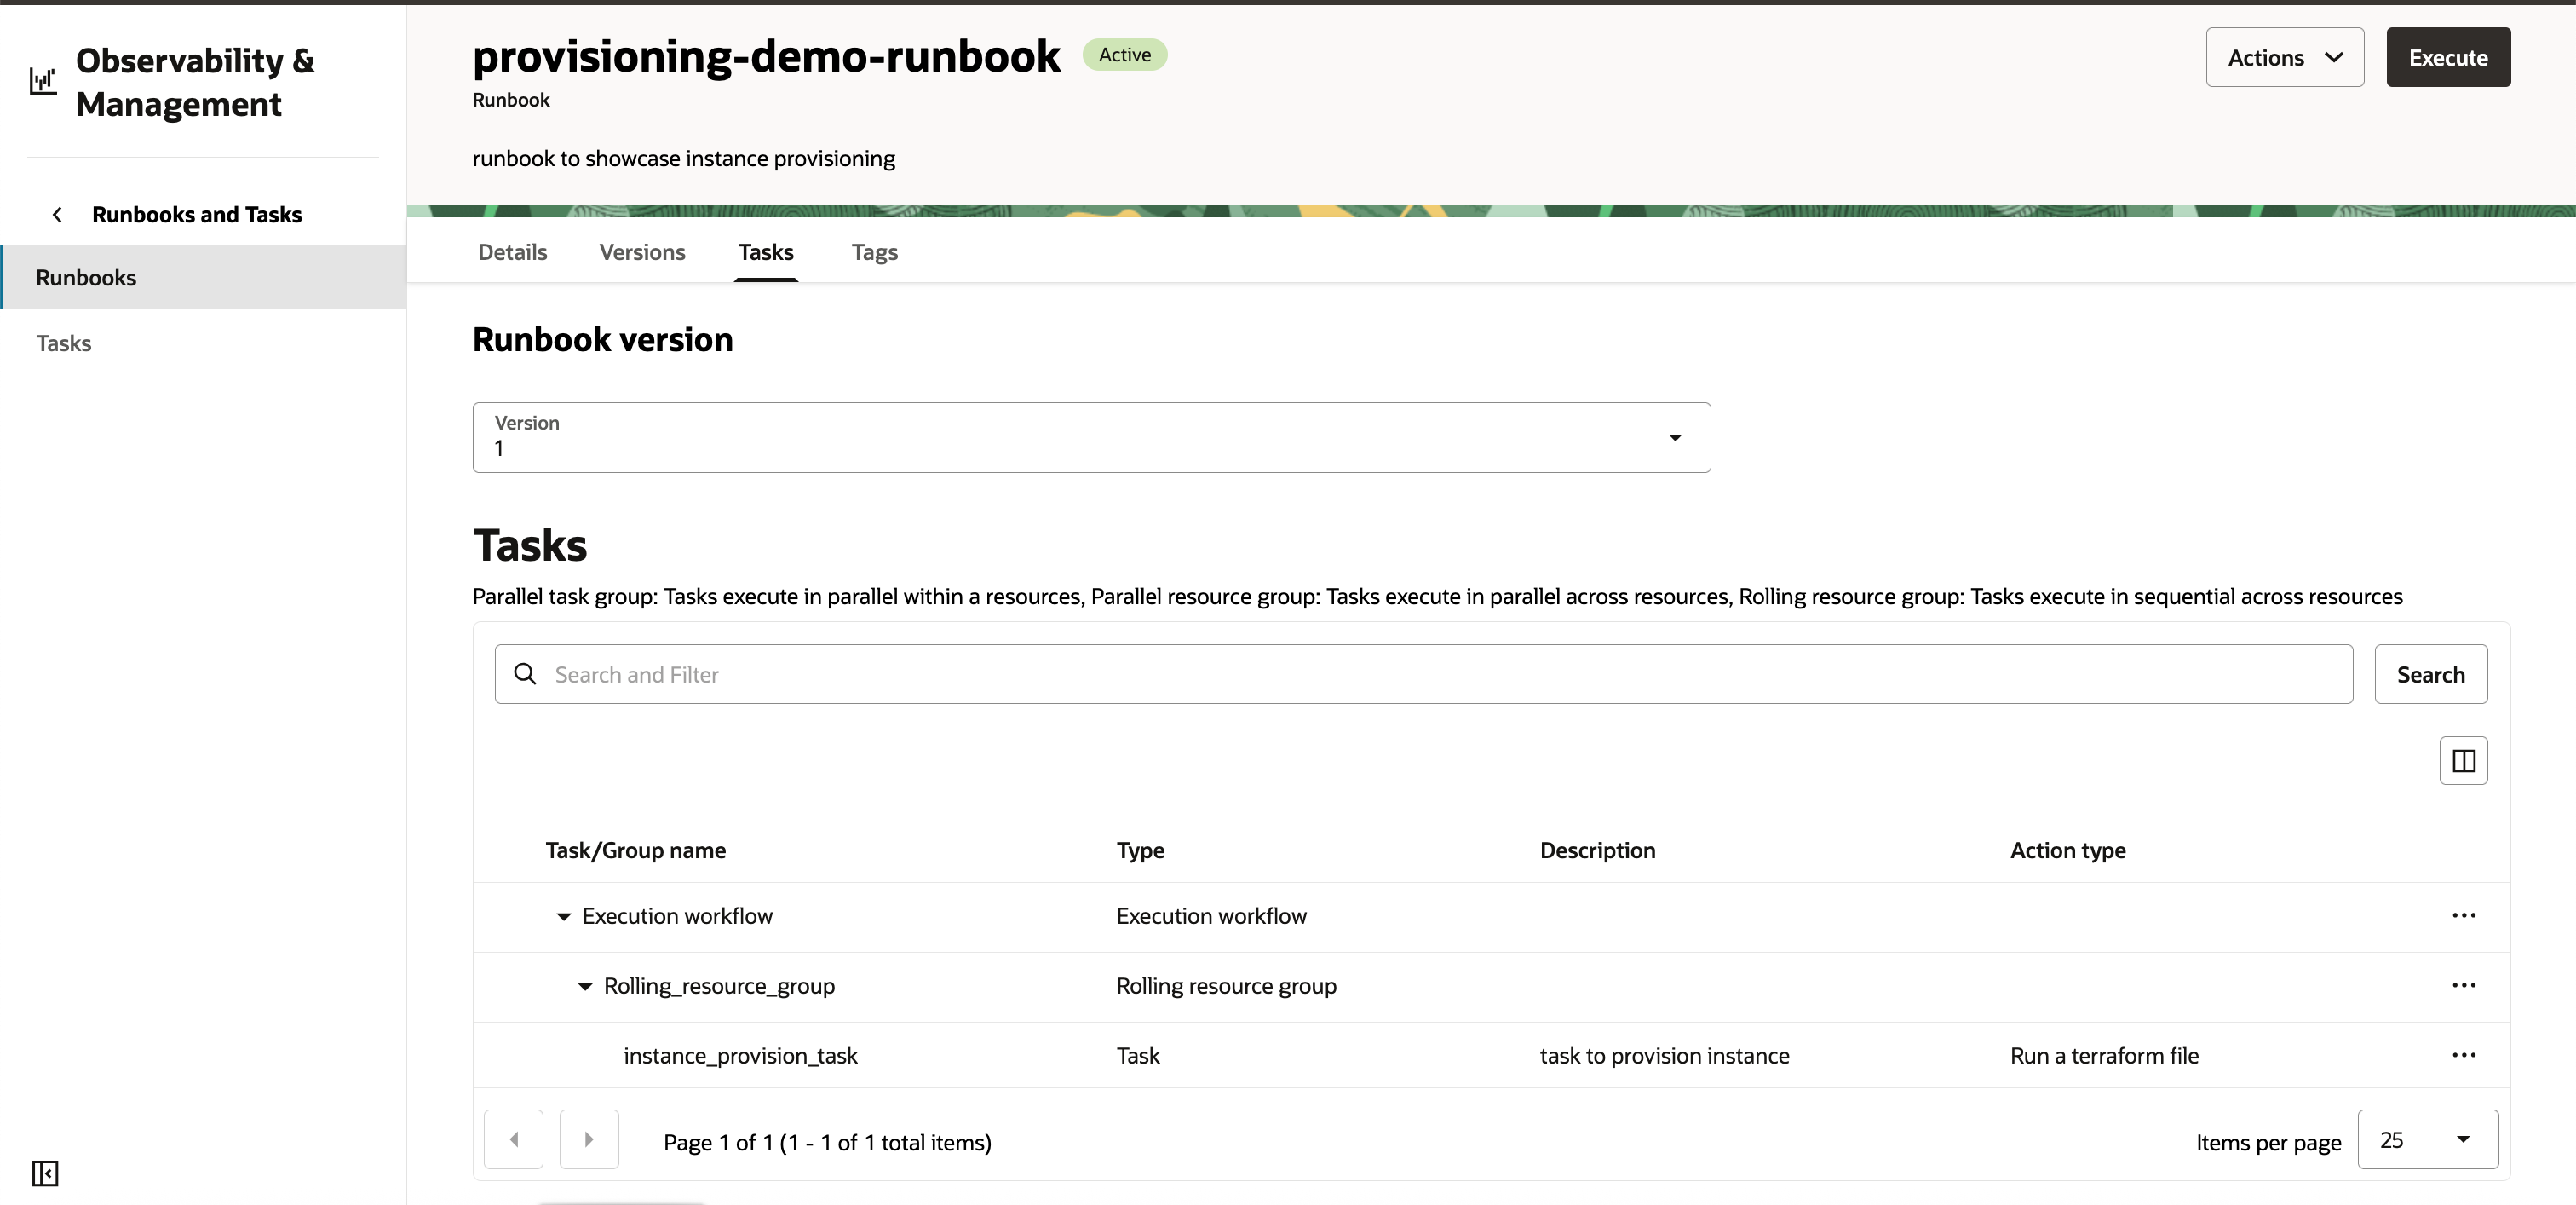 Observability &
Management
Runbooks and Tasks
Runbooks
Tasks
provisioning-demo-runbook
Active
Runbook
runbook to showcase instance provisioning
Actions
Execute
Details
Versions
Tasks
Tags
Runbook version
Version
1
Tasks
Parallel task group: Tasks execute in parallel within a resources, Parallel resource group: Tasks execute in parallel across resources, Rolling resource group: Tasks execute in sequential across resources
Search and Filter
Search
Task/Group name Type Description Action type
Execution workflow Execution workflow
Rolling_resource_group Rolling resource group
instance_provision_task Task task to provision instance Run a terraform file
Page 1 of 1 (1 - 1 of 1 total items)
Items per page 25